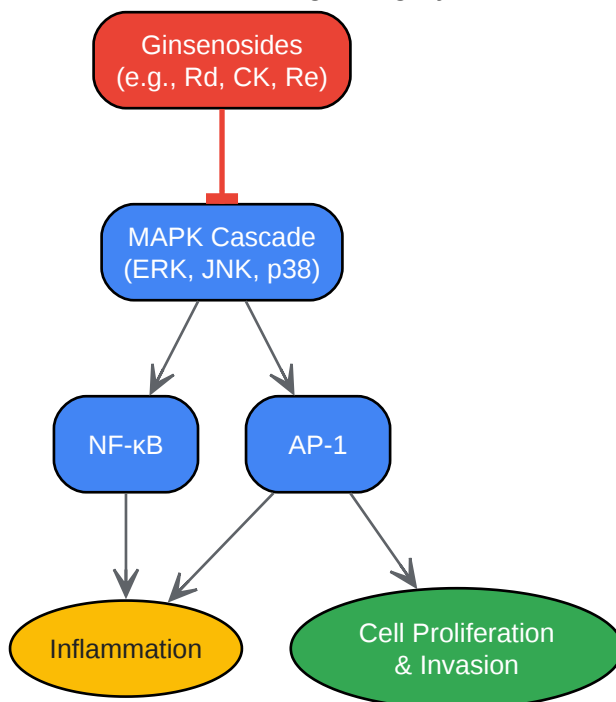 Ginsenosides
(e.g., Rd, CK, Re)
MAPK Cascade
(ERK, JNK, p38)
NF-κB
AP-1
Inflammation
Cell Proliferation
& Invasion